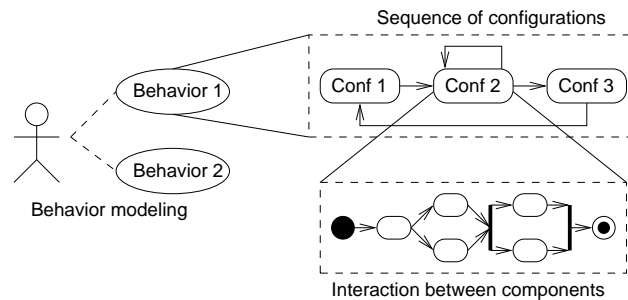 Sequence of configurations
Behavior 1
Conf 1
Conf 2
Conf 3
Behavior 2
Behavior modeling
Interaction between components